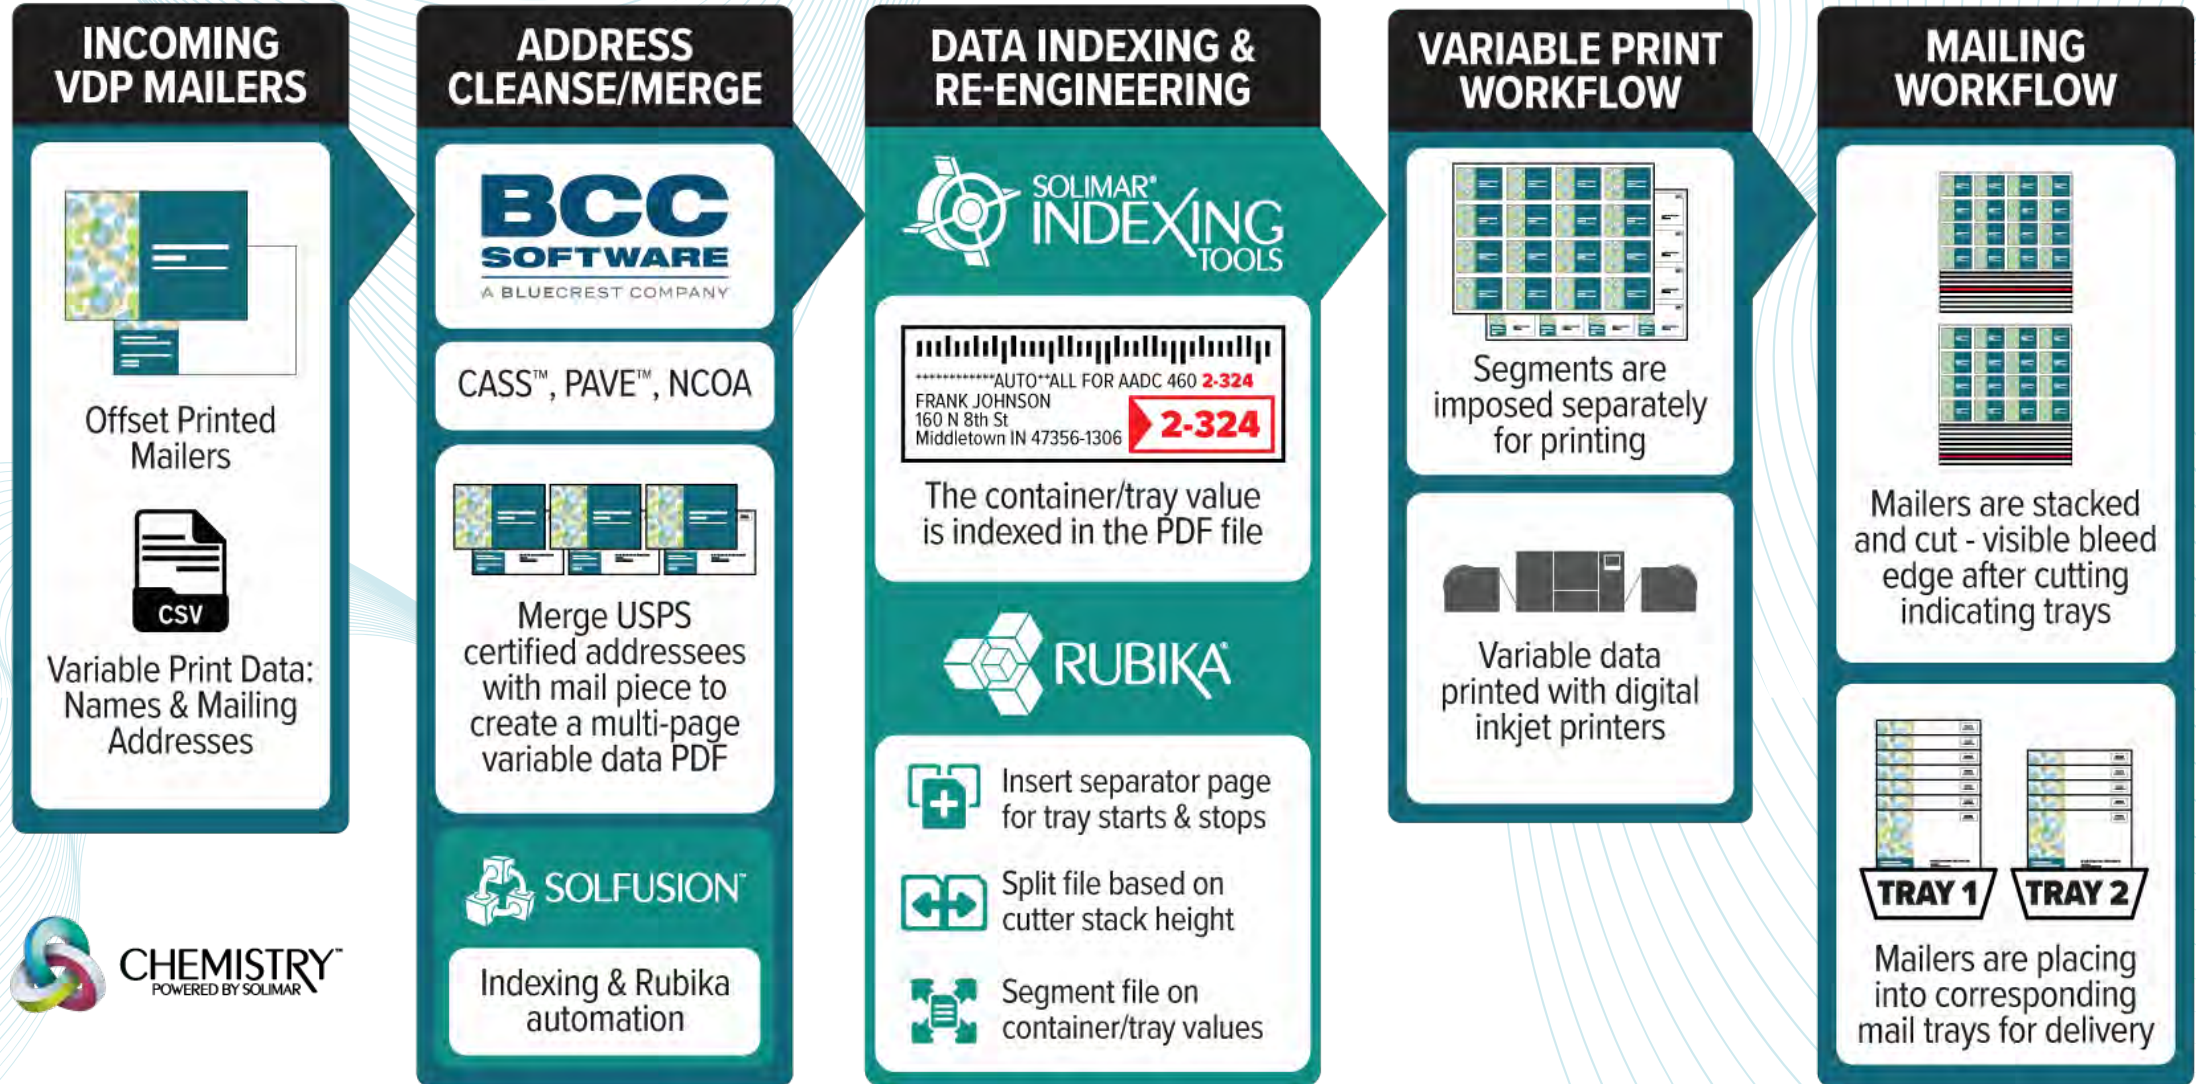 INCOMING
VDP MAILERS
Offset Printed
Mailers
CSV
Variable Print Data:
Names & Mailing
Addresses
CHEMISTRY™
POWERED BY SOLIMAR
ADDRESS
CLEANSE/MERGE
BCC
SOFTWARE
A BLUECREST COMPANY
CASS™, PAVE™, NCOA
Merge USPS
certified addressees
with mail piece to
create a multi-page
variable data PDF
SOLFUSION™
Indexing & Rubika
automation
DATA INDEXING &
RE-ENGINEERING
SOLIMAR®
INDEXING
TOOLS
************AUTO**ALL FOR AADC 460 2-324
FRANK JOHNSON
160 N 8th St
Middletown IN 47356-1306
2-324
The container/tray value
is indexed in the PDF file
RUBIKA®
Insert separator page
for tray starts & stops
Split file based on
cutter stack height
Segment file on
container/tray values
VARIABLE PRINT
WORKFLOW
Segments are
imposed separately
for printing
Variable data
printed with digital
inkjet printers
MAILING
WORKFLOW
Mailers are stacked
and cut - visible bleed
edge after cutting
indicating trays
TRAY 1
TRAY 2
Mailers are placing
into corresponding
mail trays for delivery